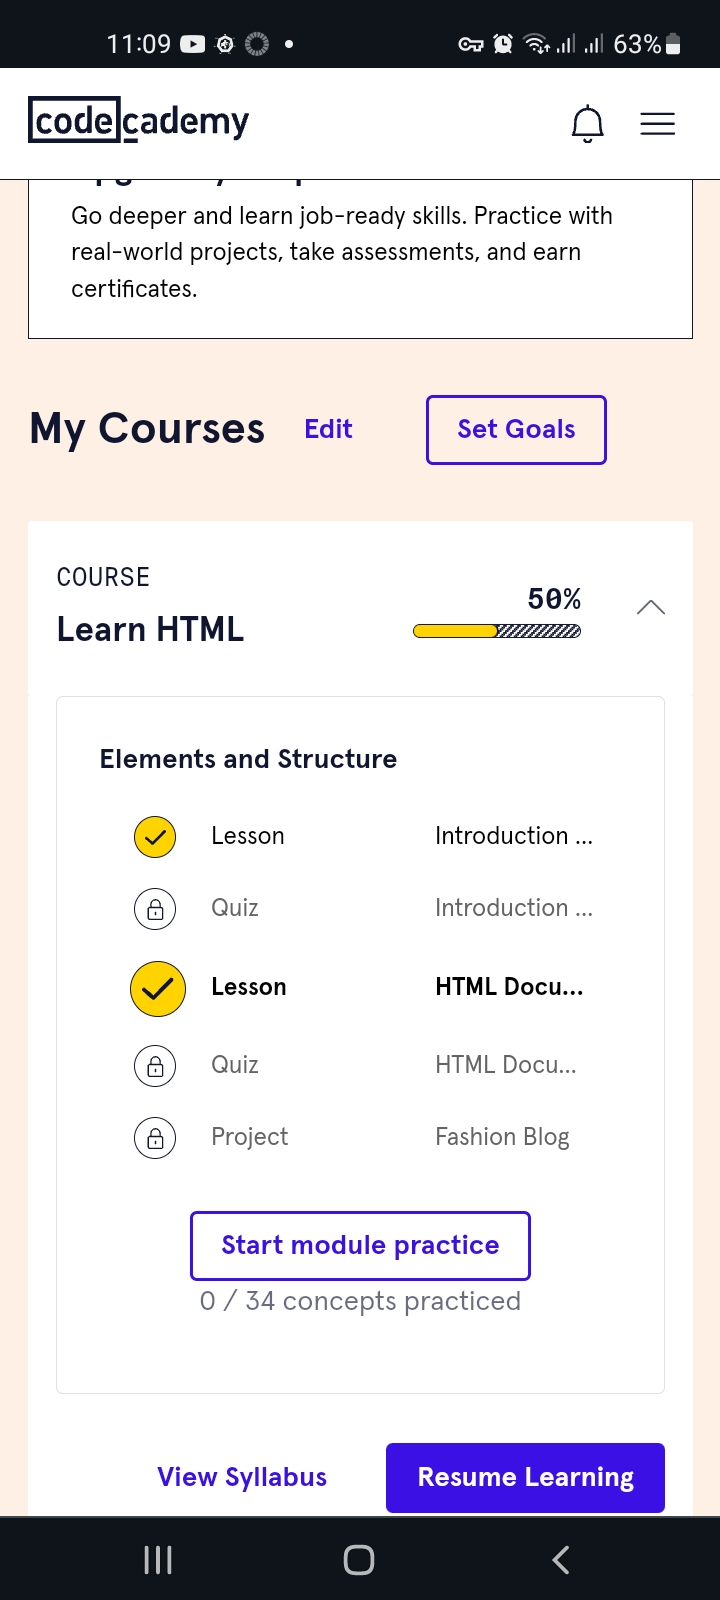 11:09
63%
codecademy
Go deeper and learn job-ready skills. Practice with
real-world projects, take assessments, and earn
certificates.
My Courses
Edit
Set Goals
COURSE
50%
Learn HTML
Elements and Structure
Lesson Introduction ...
Quiz Introduction ...
Lesson HTML Docu...
Quiz HTML Docu...
Project Fashion Blog
Start module practice
0 / 34 concepts practiced
View Syllabus
Resume Learning